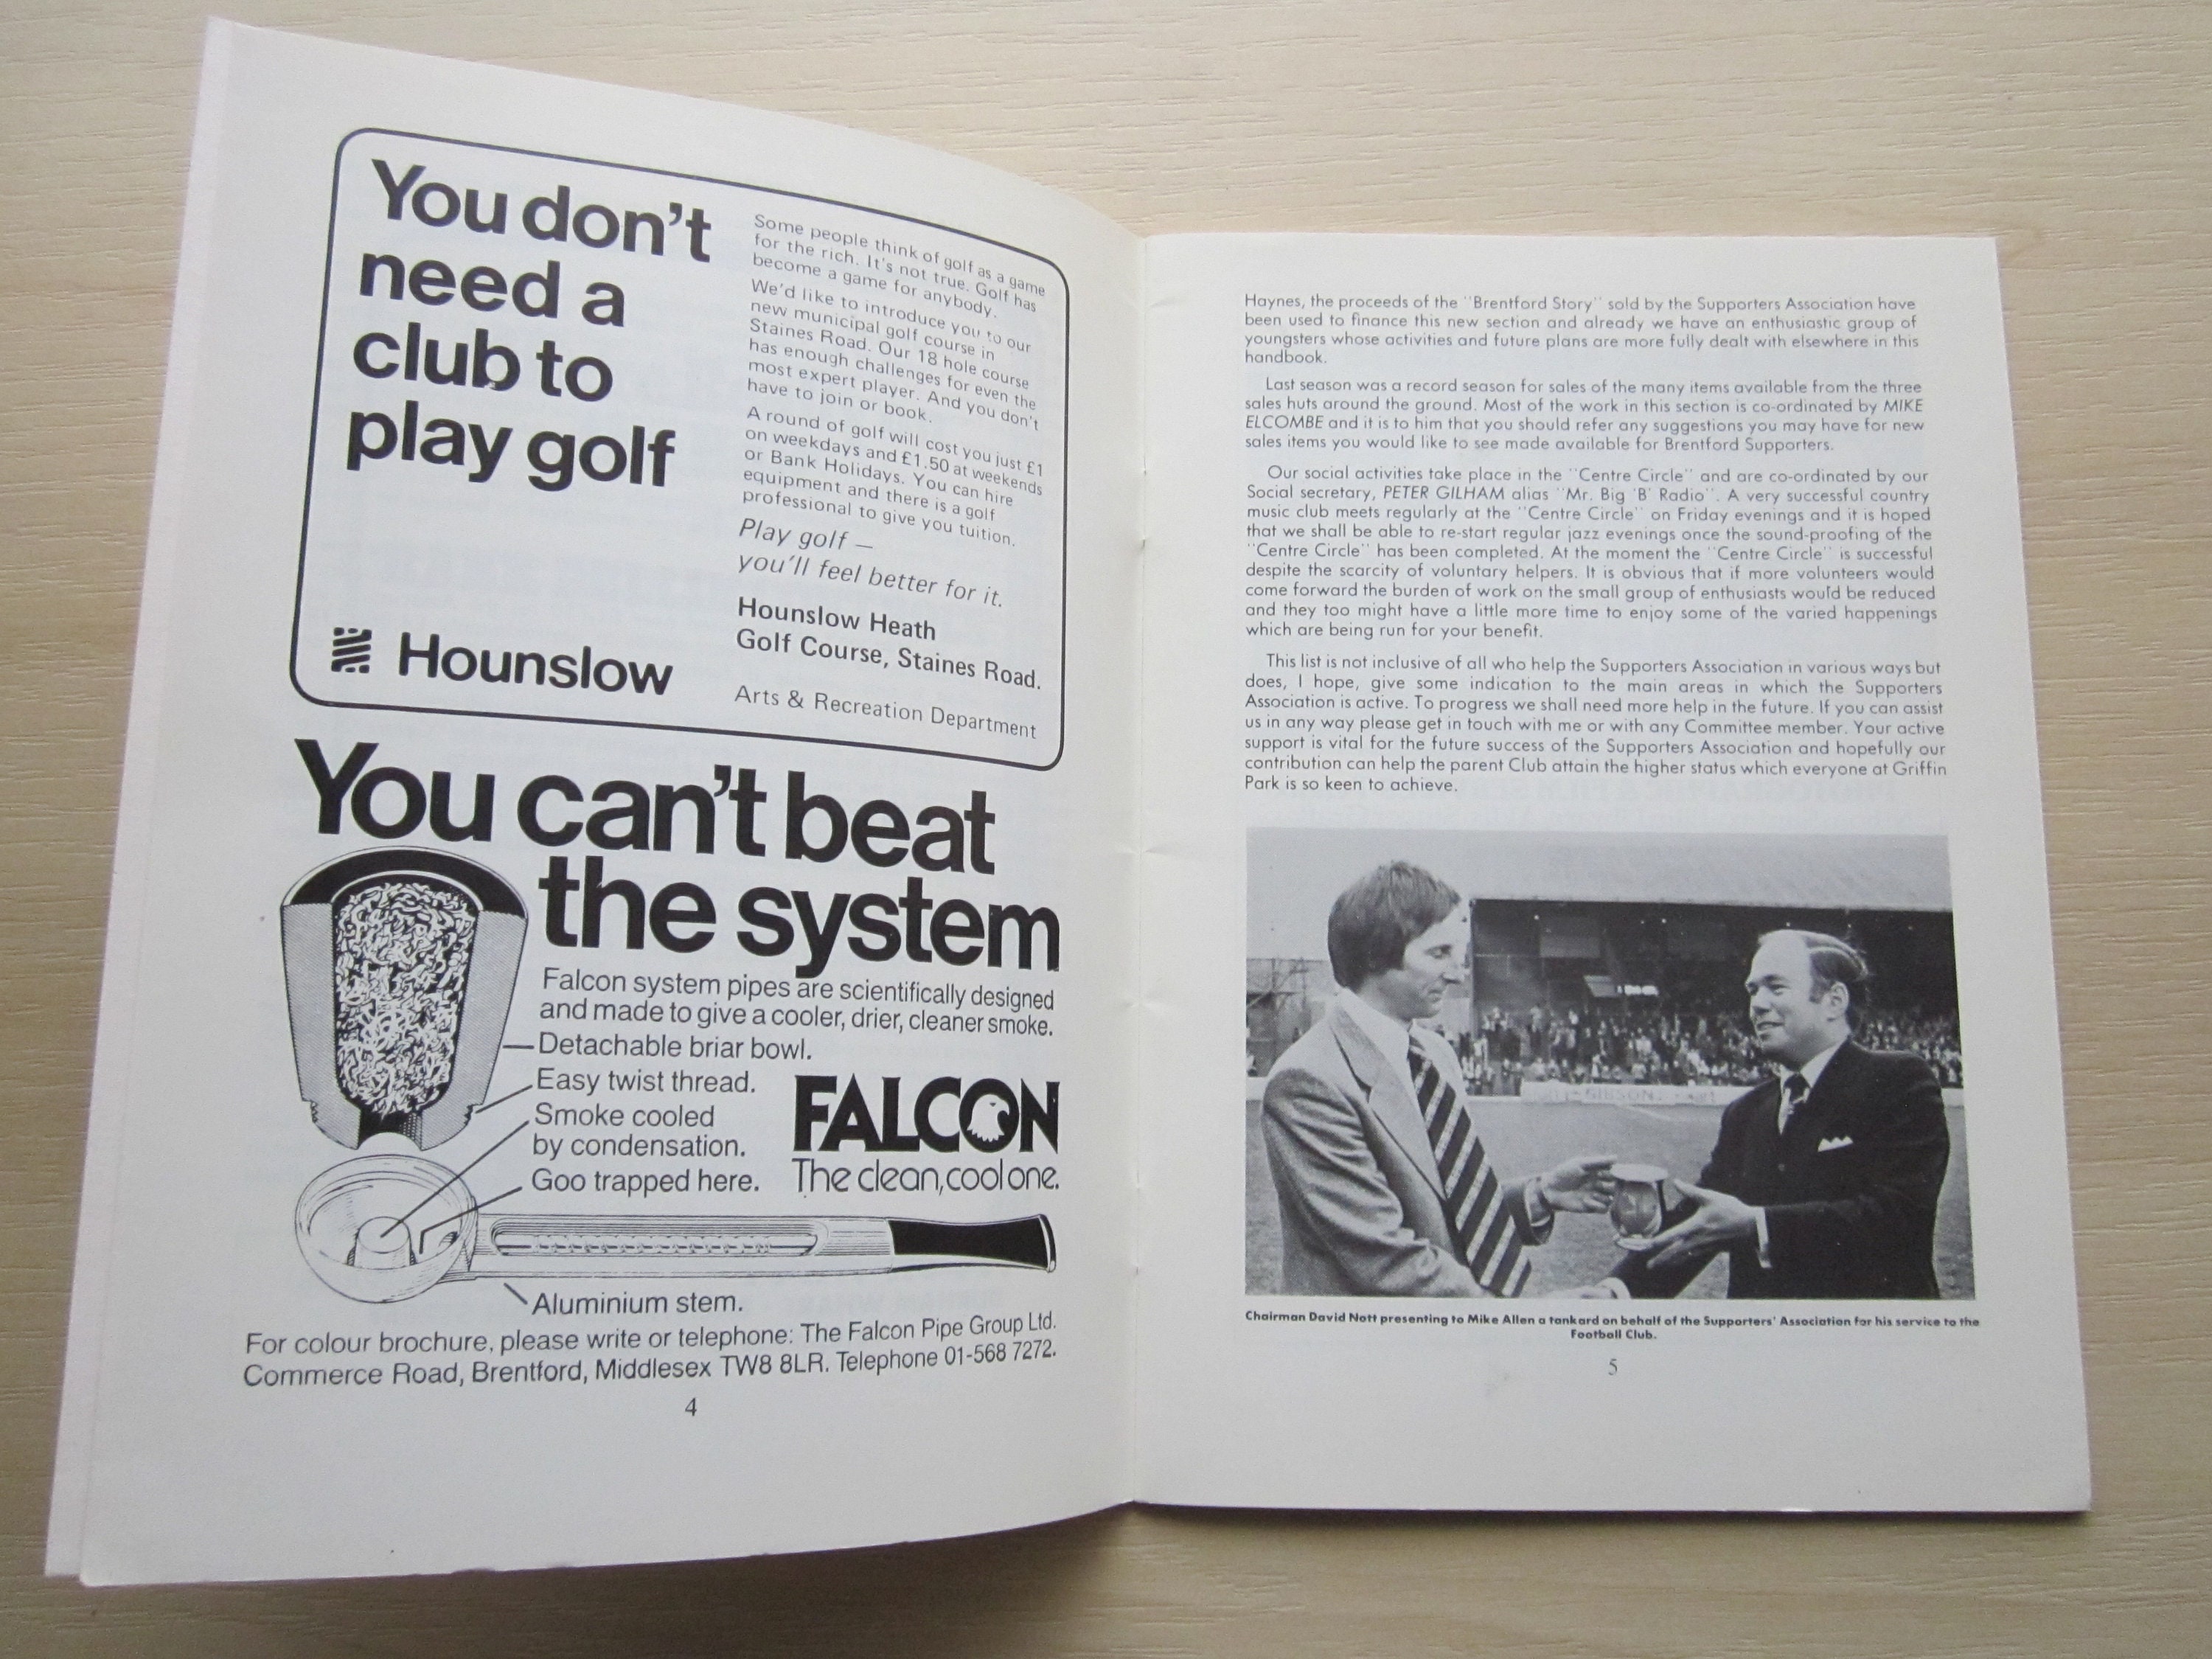 You don't
need a
club to
play golf
Hounslow
Some people think of golf as a game
for the rich. It's not true. Golf has
become a game for anybody.
We'd like to introduce you to our
new municipal golf course in
Staines Road. Our 18 hole course
has enough challenges for even the
most expert player. And you don't
have to join or book.
A round of golf will cost you just £1
on weekdays and £1.50 at weekends
or Bank Holidays. You can hire
equipment and there is a golf
professional to give you tuition.
Play golf —
you'll feel better for it.
Hounslow Heath
Golf Course, Staines Road.
Arts & Recreation Department
You can't beat
the system
Falcon system pipes are scientifically designed
and made to give a cooler, drier, cleaner smoke.
Detachable briar bowl.
Easy twist thread.
Smoke cooled
by condensation.
Goo trapped here.
FALCON
The clean, cool one.
Aluminium stem.
For colour brochure, please write or telephone: The Falcon Pipe Group Ltd.
Commerce Road, Brentford, Middlesex TW8 8LR. Telephone 01-568 7272.
4
Haynes, the proceeds of the "Brentford Story" sold by the Supporters Association have
been used to finance this new section and already we have an enthusiastic group of
youngsters whose activities and future plans are more fully dealt with elsewhere in this
handbook.
Last season was a record season for sales of the many items available from the three
sales huts around the ground. Most of the work in this section is co-ordinated by MIKE
ELCOMBE and it is to him that you should refer any suggestions you may have for new
sales items you would like to see made available for Brentford Supporters.
Our social activities take place in the "Centre Circle" and are co-ordinated by our
Social secretary, PETER GILHAM alias "Mr. Big 'B' Radio". A very successful country
music club meets regularly at the "Centre Circle" on Friday evenings and it is hoped
that we shall be able to re-start regular jazz evenings once the sound-proofing of the
"Centre Circle" has been completed. At the moment the "Centre Circle" is successful
despite the scarcity of voluntary helpers. It is obvious that if more volunteers would
come forward the burden of work on the small group of enthusiasts would be reduced
and they too might have a little more time to enjoy some of the varied happenings
which are being run for your benefit.
This list is not inclusive of all who help the Supporters Association in various ways but
does, I hope, give some indication to the main areas in which the Supporters
Association is active. To progress we shall need more help in the future. If you can assist
us in any way please get in touch with me or with any Committee member. Your active
support is vital for the future success of the Supporters Association and hopefully our
contribution can help the parent Club attain the higher status which everyone at Griffin
Park is so keen to achieve.
GIBSON
Chairman David Nott presenting to Mike Allen a tankard on behalf of the Supporters' Association for his service to the
Football Club.
5